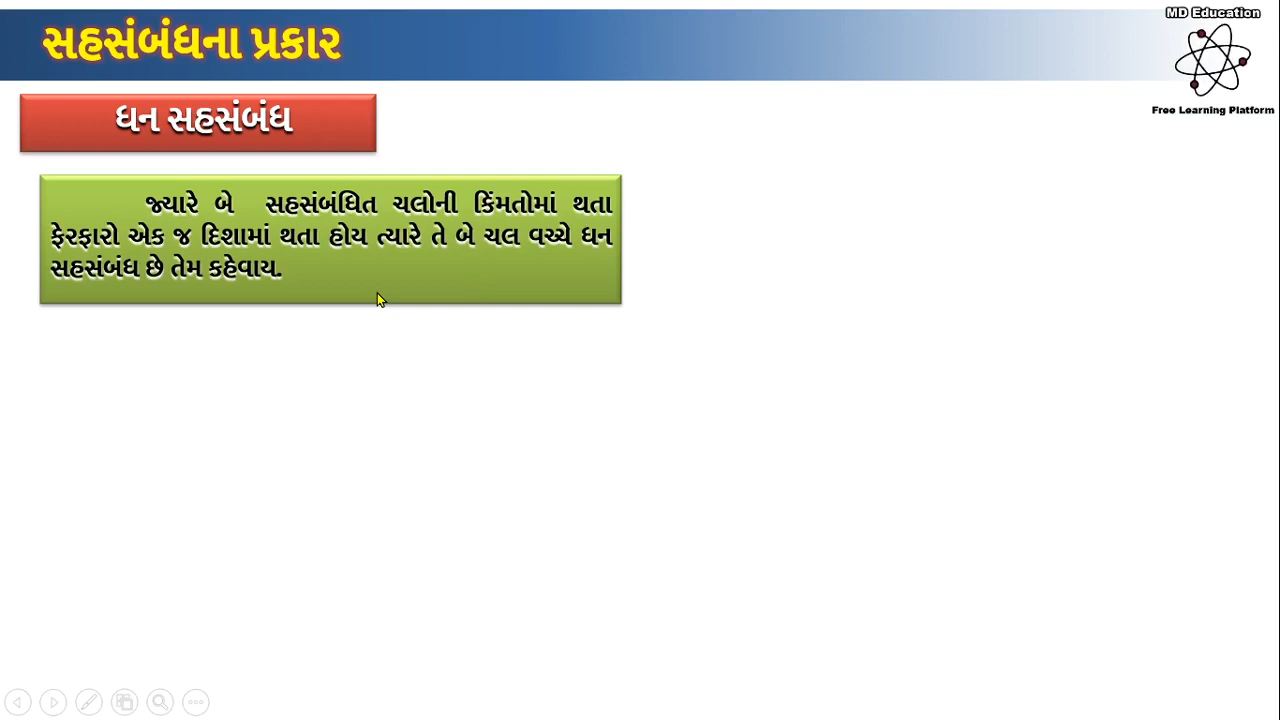 સહસંબંધના પ્રકાર
MD Education
Free Learning Platform
ધન સહસંબંધ
જ્યારે બે સહસંબંધિત ચલોની કિંમતોમાં થતા
ફેરફારો એક જ દિશામાં થતા હોય ત્યારે તે બે ચલ વચ્ચે ધન
સહસંબંધ છે તેમ કહેવાય.